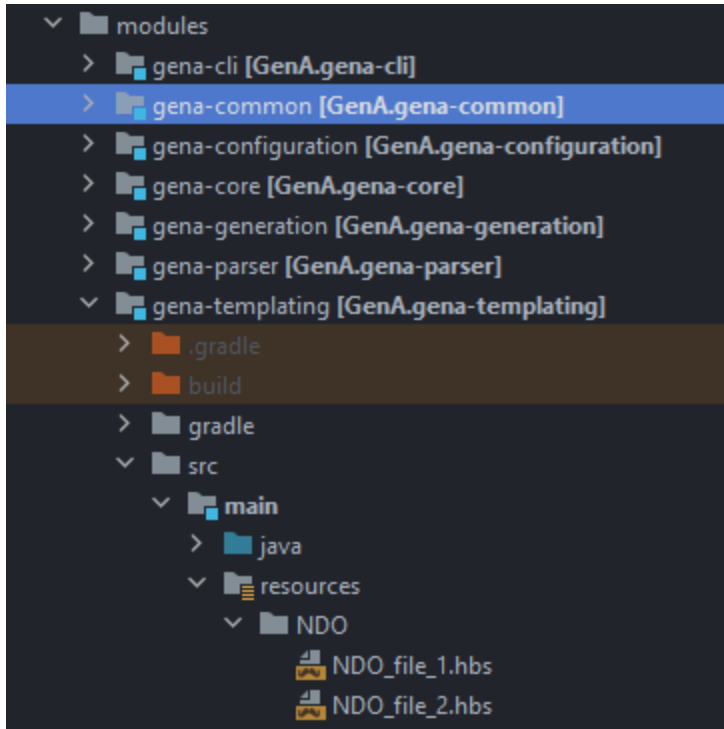 modules
gena-cli [GenA.gena-cli]
gena-common [GenA.gena-common]
gena-configuration [GenA.gena-configuration]
gena-core [GenA.gena-core]
gena-generation [GenA.gena-generation]
gena-parser [GenA.gena-parser]
gena-templating [GenA.gena-templating]
.gradle
build
gradle
src
main
java
resources
NDO
NDO_file_1.hbs
NDO_file_2.hbs